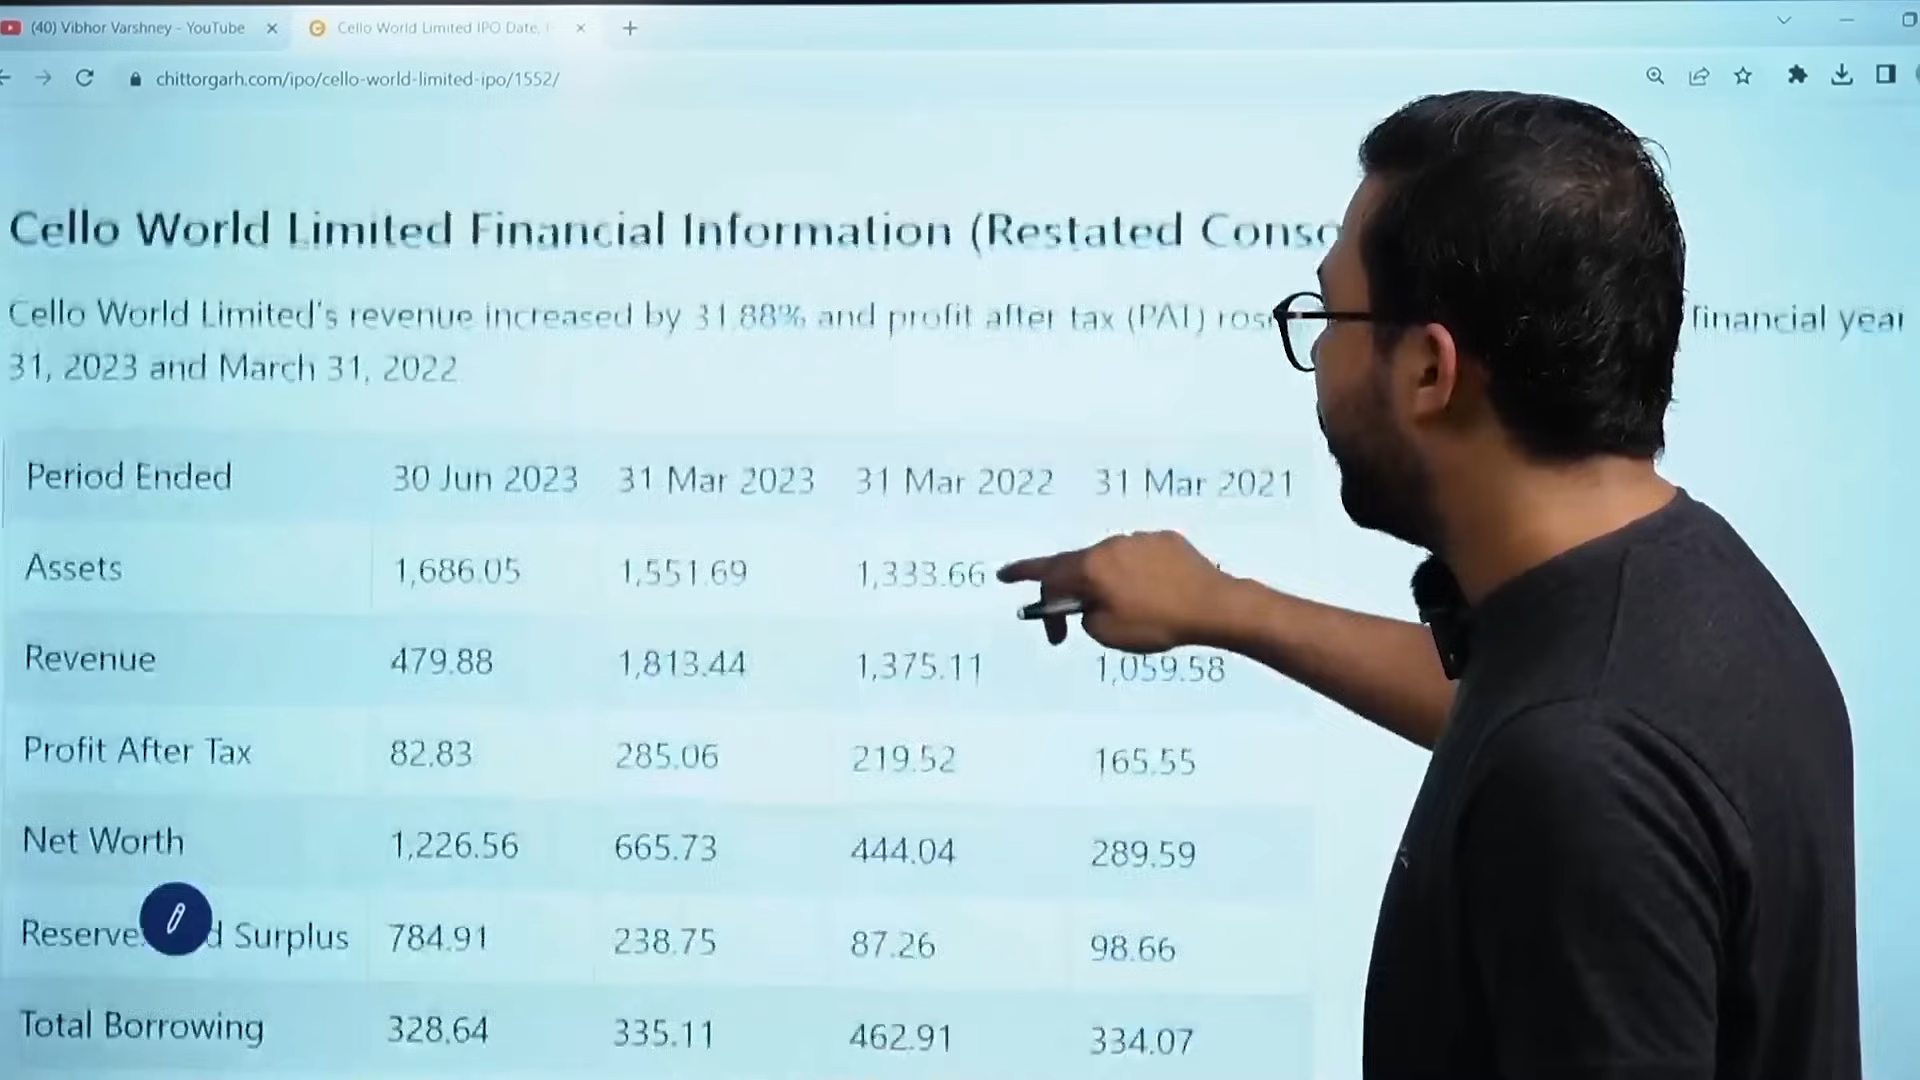 (40) Vibhor Varshney - YouTube
Cello World Limited IPO Date,
chittorgarh.com/ipo/cello-world-limited-ipo/1552/
Cello World Limited Financial Information (Restated Conso
Cello World Limited's revenue increased by 31.88% and profit after tax (PAT) ros financial year
31, 2023 and March 31, 2022
Period Ended 30 Jun 2023 31 Mar 2023 31 Mar 2022 31 Mar 2021
Assets 1,686.05 1,551.69 1,333.66
Revenue 479.88 1,813.44 1,375.11 1,059.58
Profit After Tax 82.83 285.06 219.52 165.55
Net Worth 1,226.56 665.73 444.04 289.59
Reserve d Surplus 784.91 238.75 87.26 98.66
Total Borrowing 328.64 335.11 462.91 334.07